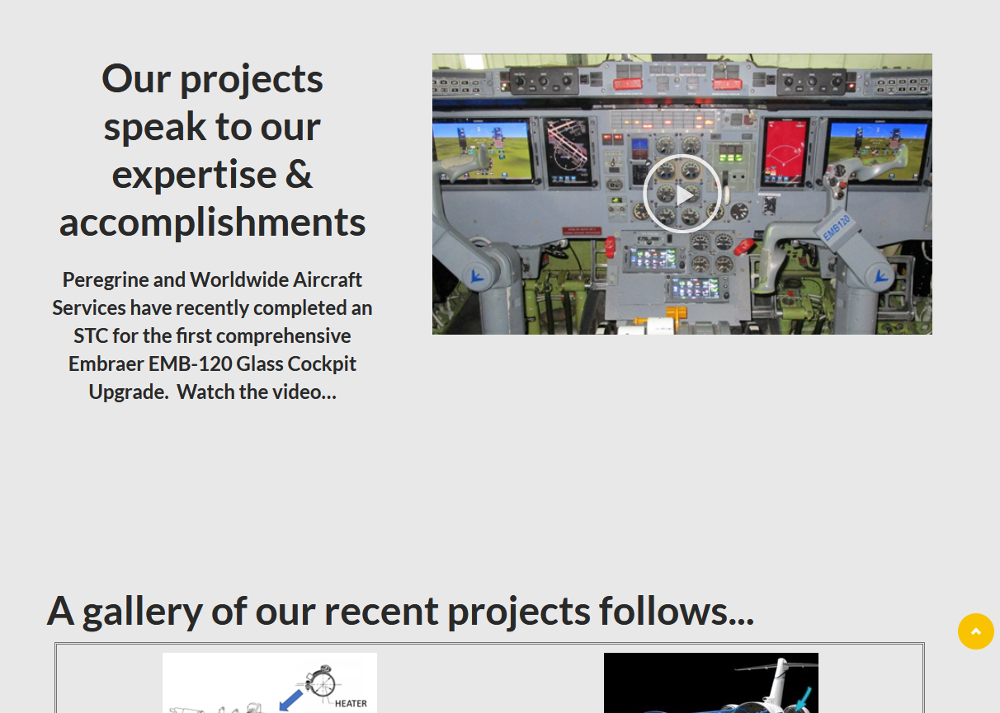 Our projects
speak to our
expertise &
accomplishments
Peregrine and Worldwide Aircraft
Services have recently completed an
STC for the first comprehensive
Embraer EMB-120 Glass Cockpit
Upgrade.  Watch the video...
EMB120
A gallery of our recent projects follows...
HEATER